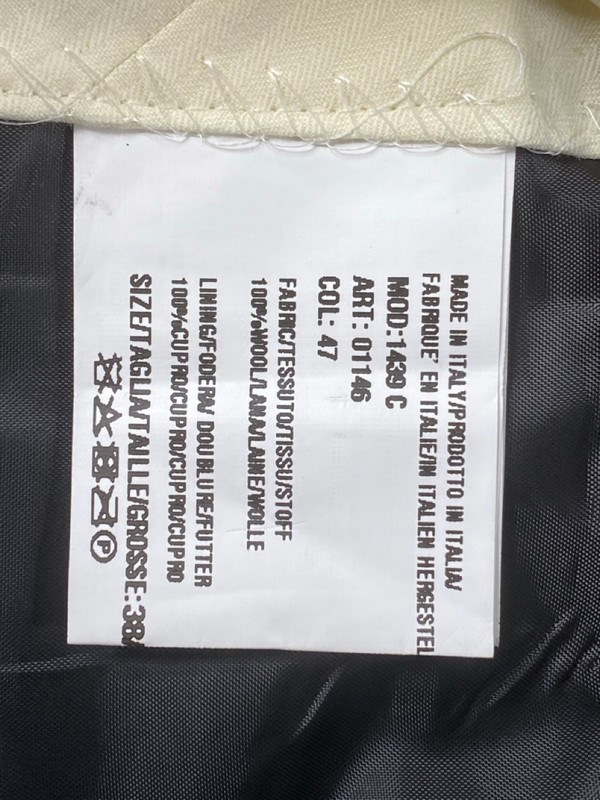 MADE IN ITALY/PRODOTTO IN ITALIA/
FABRIQUE' EN ITALIE/IN ITALIEN HERGESTEL
MOD:1439 C
ART: 01146
COL: 47
FABRIC/TESSUTO/TISSU/STOFF
100%WOOL/LANA/LAINE/WOLLE
LINING/FODERA/ DOUBLURE/FUTTER
100%CUPRO/CUPRO/CUPRO/CUPRO
SIZE/TAGLIA/TAILLE/GROSSE: 38
P